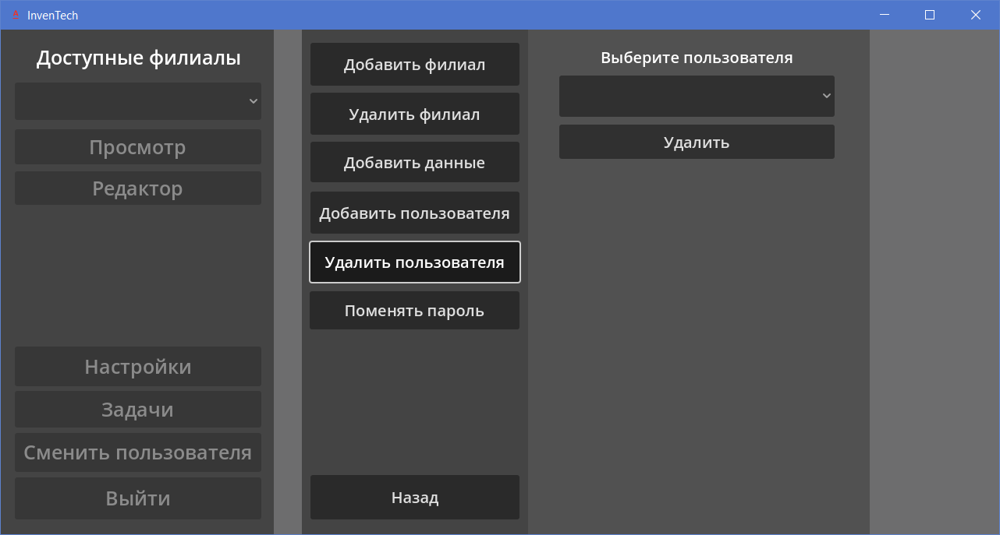 InvenTech
Доступные филиалы
Просмотр
Редактор
Настройки
Задачи
Сменить пользователя
Выйти
Добавить филиал
Удалить филиал
Добавить данные
Добавить пользователя
Удалить пользователя
Поменять пароль
Назад
Выберите пользователя
Удалить